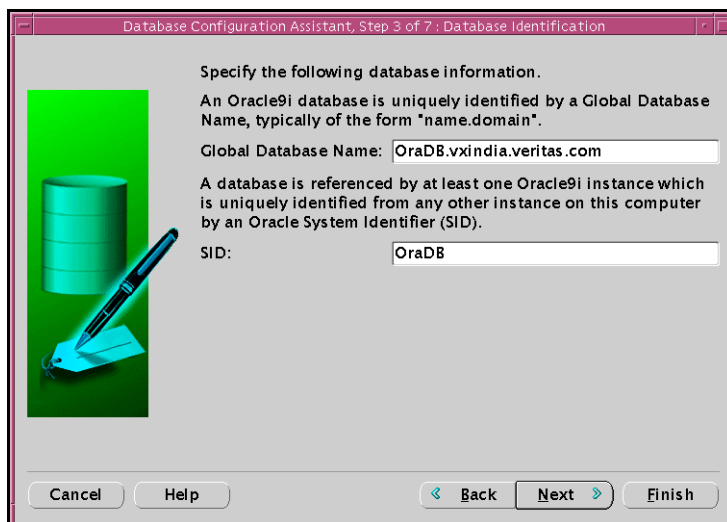 Database Configuration Assistant, Step 3 of 7 : Database Identification
Specify the following database information.
An Oracle9i database is uniquely identified by a Global Database
Name, typically of the form "name.domain".
Global Database Name: OraDB.vxindia.veritas.com
A database is referenced by at least one Oracle9i instance which
is uniquely identified from any other instance on this computer
by an Oracle System Identifier (SID).
SID: OraDB
Cancel Help Back Next Finish